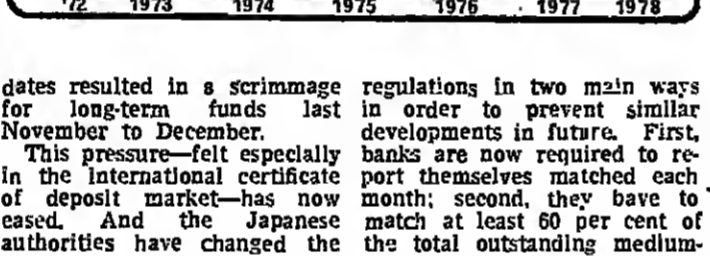 '72 1973 1974 1975 1976 1977 1978
dates resulted in a scrimmage
for long-term funds last
November to December.
This pressure—felt especially
in the international certificate
of deposit market—has now
eased. And the Japanese
authorities have changed the
regulations in two main ways
in order to prevent similar
developments in future. First,
banks are now required to re-
port themselves matched each
month; second, they have to
match at least 60 per cent of
the total outstanding medium-